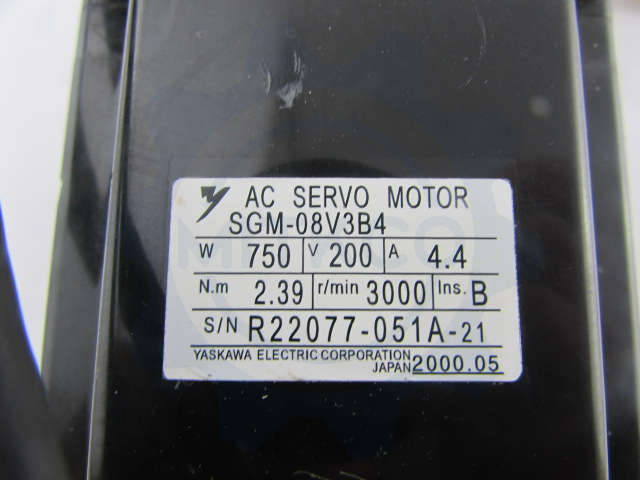 AC SERVO MOTOR
SGM-08V3B4
W 750 V 200 A 4.4
N.m 2.39 r/min 3000 Ins. B
S/N R22077-051A-21
YASKAWA ELECTRIC CORPORATION
JAPAN 2000.05